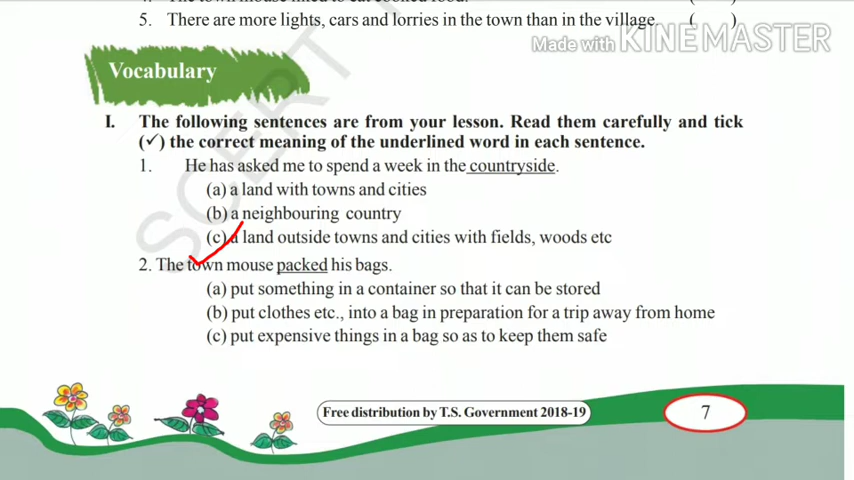 5. There are more lights, cars and lorries in the town than in the village. ( )
Made with KINEMASTER
Vocabulary
I. The following sentences are from your lesson. Read them carefully and tick
(✓) the correct meaning of the underlined word in each sentence.
1. He has asked me to spend a week in the countryside.
(a) a land with towns and cities
(b) a neighbouring country
(c) a land outside towns and cities with fields, woods etc
2. The town mouse packed his bags.
(a) put something in a container so that it can be stored
(b) put clothes etc., into a bag in preparation for a trip away from home
(c) put expensive things in a bag so as to keep them safe
Free distribution by T.S. Government 2018-19
7
SCERT